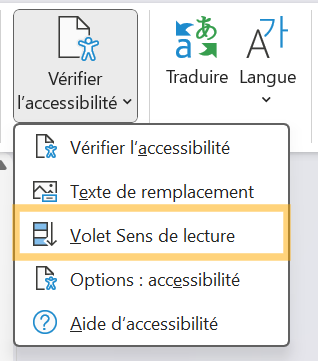 Vérifier
l’accessibilité
Traduire
Langue
Vérifier l’accessibilité
Texte de remplacement
Volet Sens de lecture
Options : accessibilité
Aide d’accessibilité